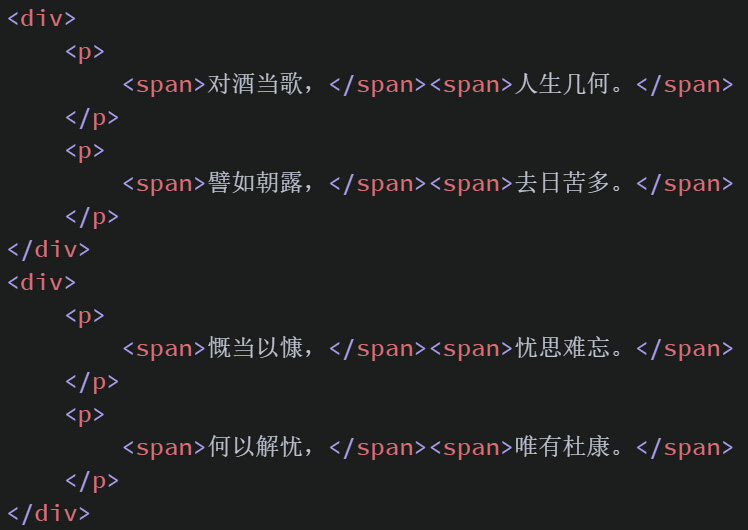 <div>
    <p>
        <span>对酒当歌，</span><span>人生几何。</span>
    </p>
    <p>
        <span>譬如朝露，</span><span>去日苦多。</span>
    </p>
</div>
<div>
    <p>
        <span>慨当以慷，</span><span>忧思难忘。</span>
    </p>
    <p>
        <span>何以解忧，</span><span>唯有杜康。</span>
    </p>
</div>